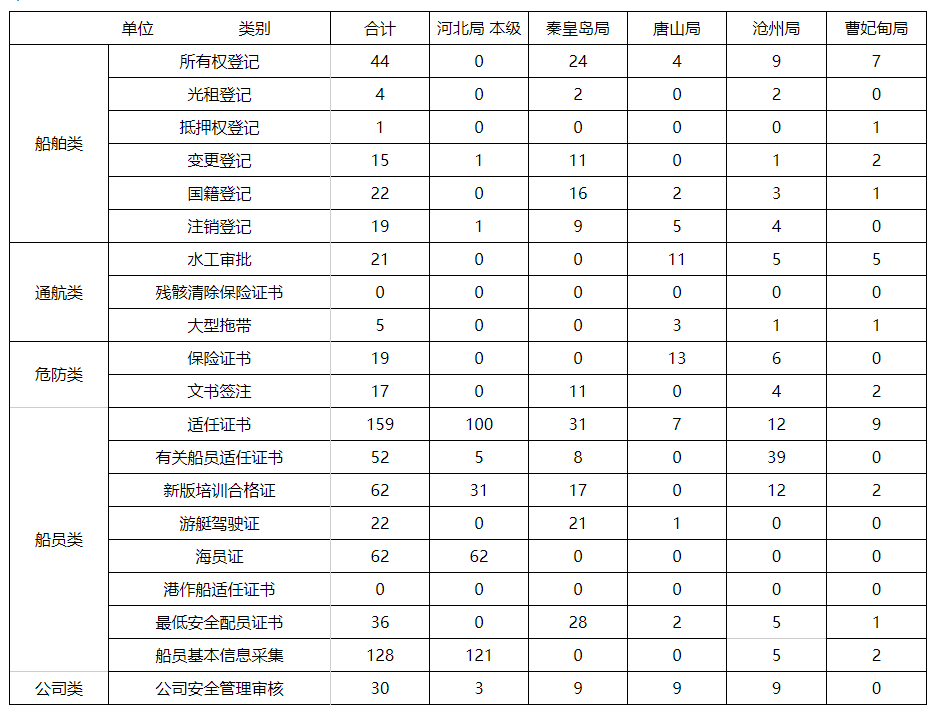 单位 类别 合计 河北局 本级 秦皇岛局 唐山局 沧州局 曹妃甸局
船舶类
所有权登记 44 0 24 4 9 7
光租登记 4 0 2 0 2 0
抵押权登记 1 0 0 0 0 1
变更登记 15 1 11 0 1 2
国籍登记 22 0 16 2 3 1
注销登记 19 1 9 5 4 0
通航类
水工审批 21 0 0 11 5 5
残骸清除保险证书 0 0 0 0 0 0
大型拖带 5 0 0 3 1 1
危防类
保险证书 19 0 0 13 6 0
文书签注 17 0 11 0 4 2
船员类
适任证书 159 100 31 7 12 9
有关船员适任证书 52 5 8 0 39 0
新版培训合格证 62 31 17 0 12 2
游艇驾驶证 22 0 21 1 0 0
海员证 62 62 0 0 0 0
港作船适任证书 0 0 0 0 0 0
最低安全配员证书 36 0 28 2 5 1
船员基本信息采集 128 121 0 0 5 2
公司类 公司安全管理审核 30 3 9 9 9 0